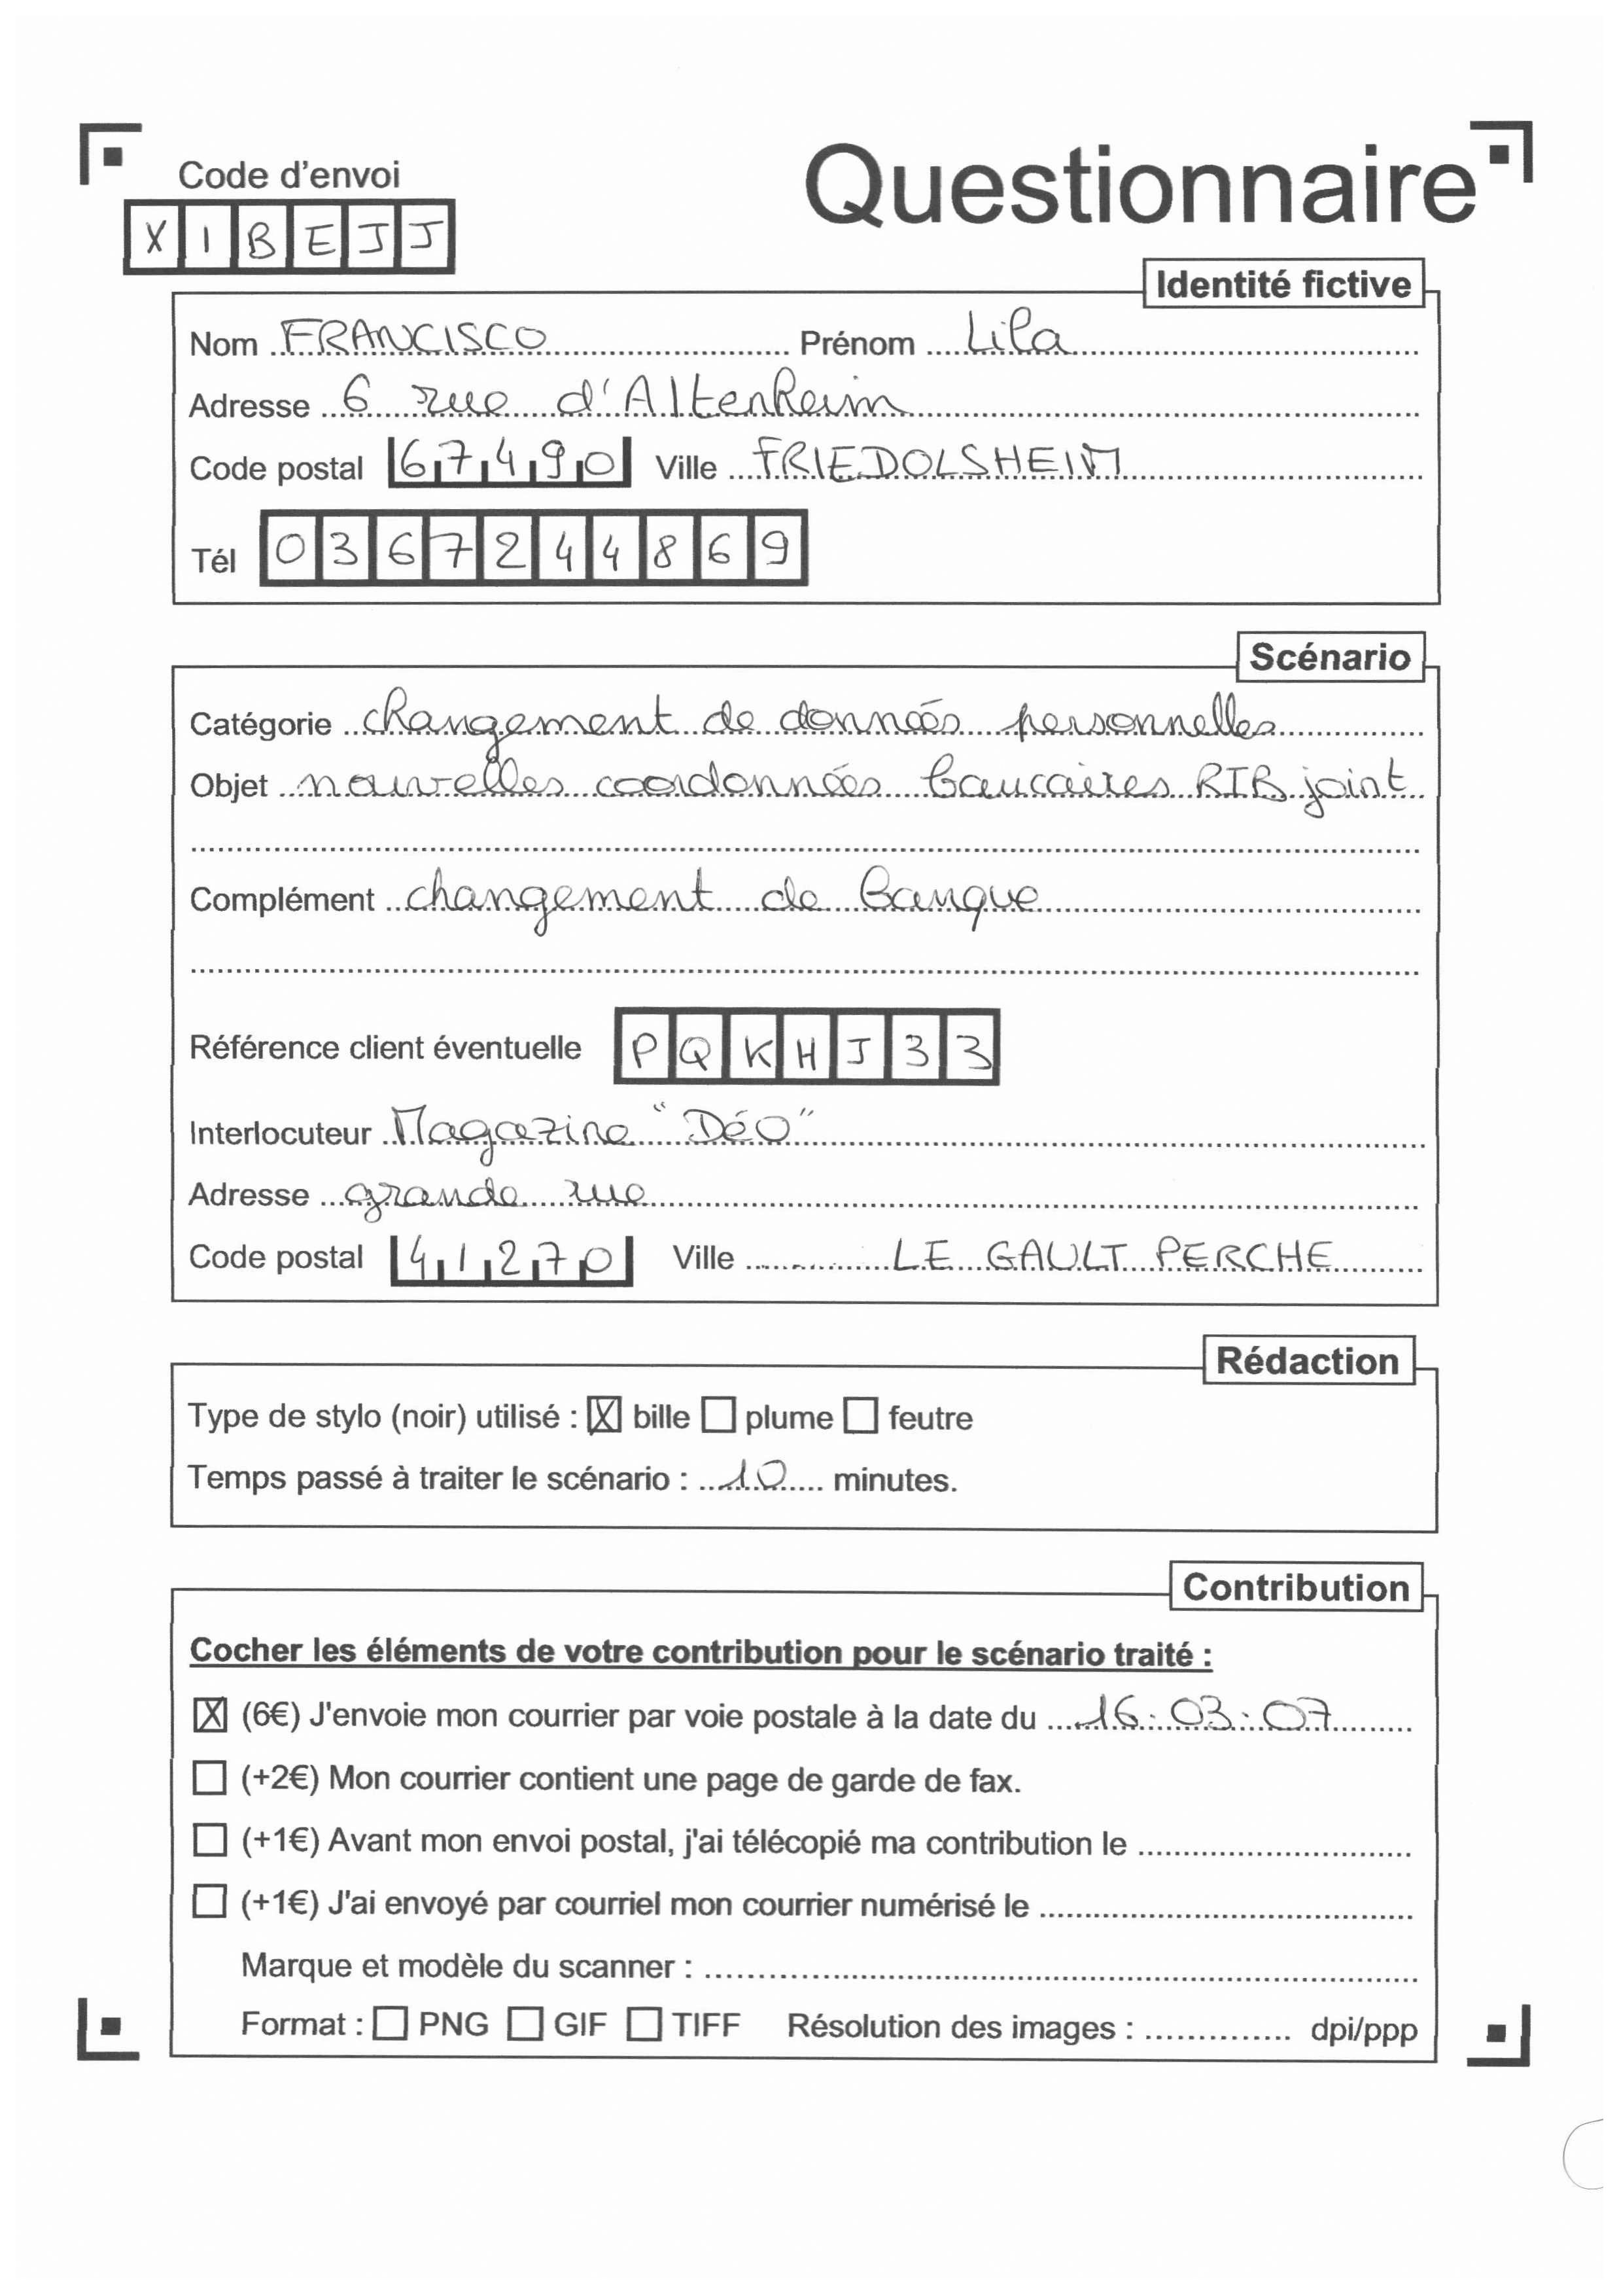 Code d'envoi
Questionnaire
X I B E J J
Identité fictive
Nom FRANCISCO Prénom Lila
Adresse 6 rue d'Altenheim
Code postal 67490 Ville FRIEDOLSHEIM
Tél 0367244869
Scénario
Catégorie changement de données personnelles
Objet nouvelles coordonnées bancaires RIB joint
Complément changement de banque
Référence client éventuelle PQKHJ33
Interlocuteur Magazine "Déo"
Adresse grande rue
Code postal 41270 Ville LE GAULT PERCHE
Rédaction
Type de stylo (noir) utilisé : ☒ bille ☐ plume ☐ feutre
Temps passé à traiter le scénario : 10 minutes.
Contribution
Cocher les éléments de votre contribution pour le scénario traité :
☒ (6€) J'envoie mon courrier par voie postale à la date du 16.03.07
☐ (+2€) Mon courrier contient une page de garde de fax.
☐ (+1€) Avant mon envoi postal, j'ai télécopié ma contribution le
☐ (+1€) J'ai envoyé par courriel mon courrier numérisé le
Marque et modèle du scanner :
Format : ☐ PNG ☐ GIF ☐ TIFF Résolution des images : dpi/ppp